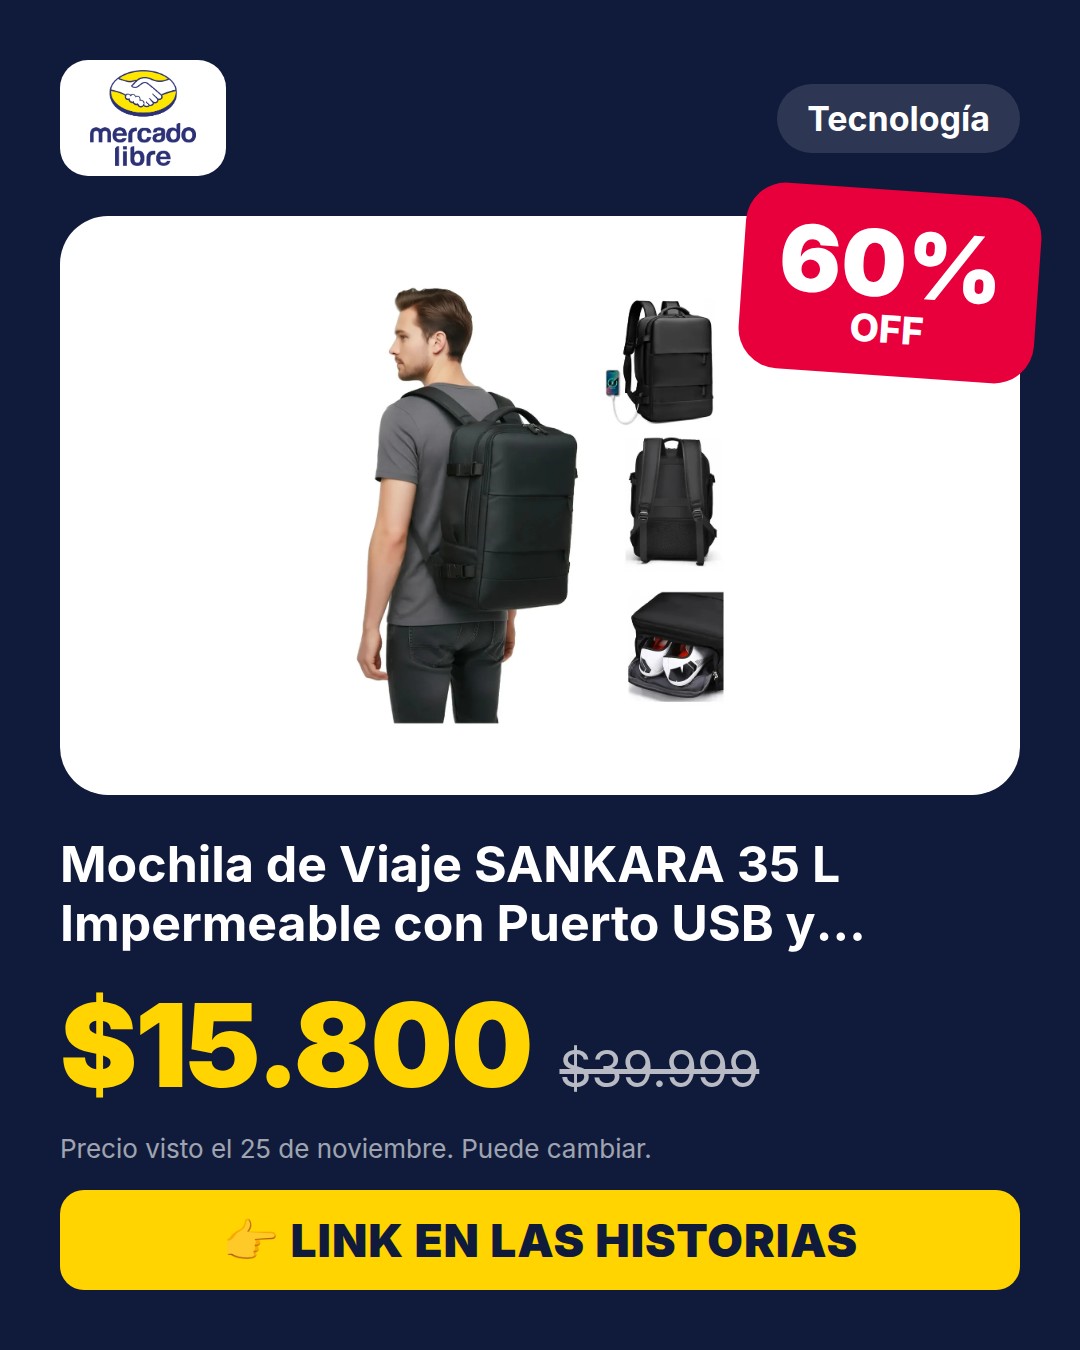 mercado
libre
Tecnología
60%
OFF
Mochila de Viaje SANKARA 35 L
Impermeable con Puerto USB y...
$15.800 $39.999
Precio visto el 25 de noviembre. Puede cambiar.
👉 LINK EN LAS HISTORIAS